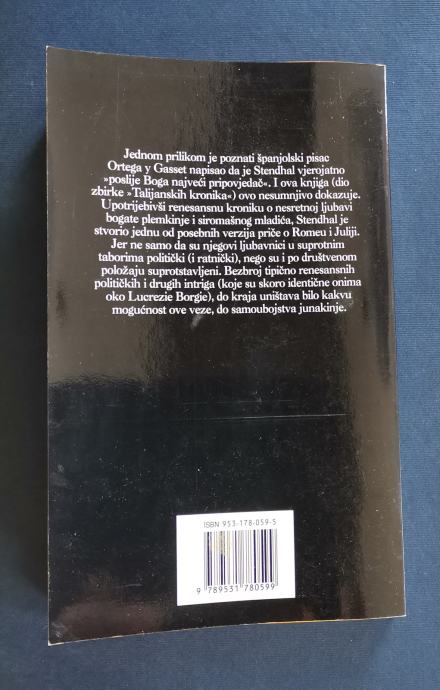 Jednom prilikom je poznati španjolski pisac
Ortega y Gasset napisao da je Stendhal vjerojatno
»poslije Boga najveći pripovjedač«. I ova knjiga (dio
zbirke »Talijanskih kronika«) ovo nesumnjivo dokazuje.
Upotrijebivši renesansnu kroniku o nesretnoj ljubavi
bogate plemkinje i siromašnog mladića, Stendhal je
stvorio jednu od posebnih verzija priče o Romeu i Juliji.
Jer ne samo da su njegovi ljubavnici u suprotnim
taborima politički (i ratnički), nego su i po društvenom
položaju suprotstavljeni. Bezbroj tipično renesansnih
političkih i drugih intriga (koje su skoro identične onima
oko Lucrezie Borgie), do kraja uništava bilo kakvu
mogućnost ove veze, do samoubojstva junakinje.
ISBN 953-178-059-5
9 789531 780599